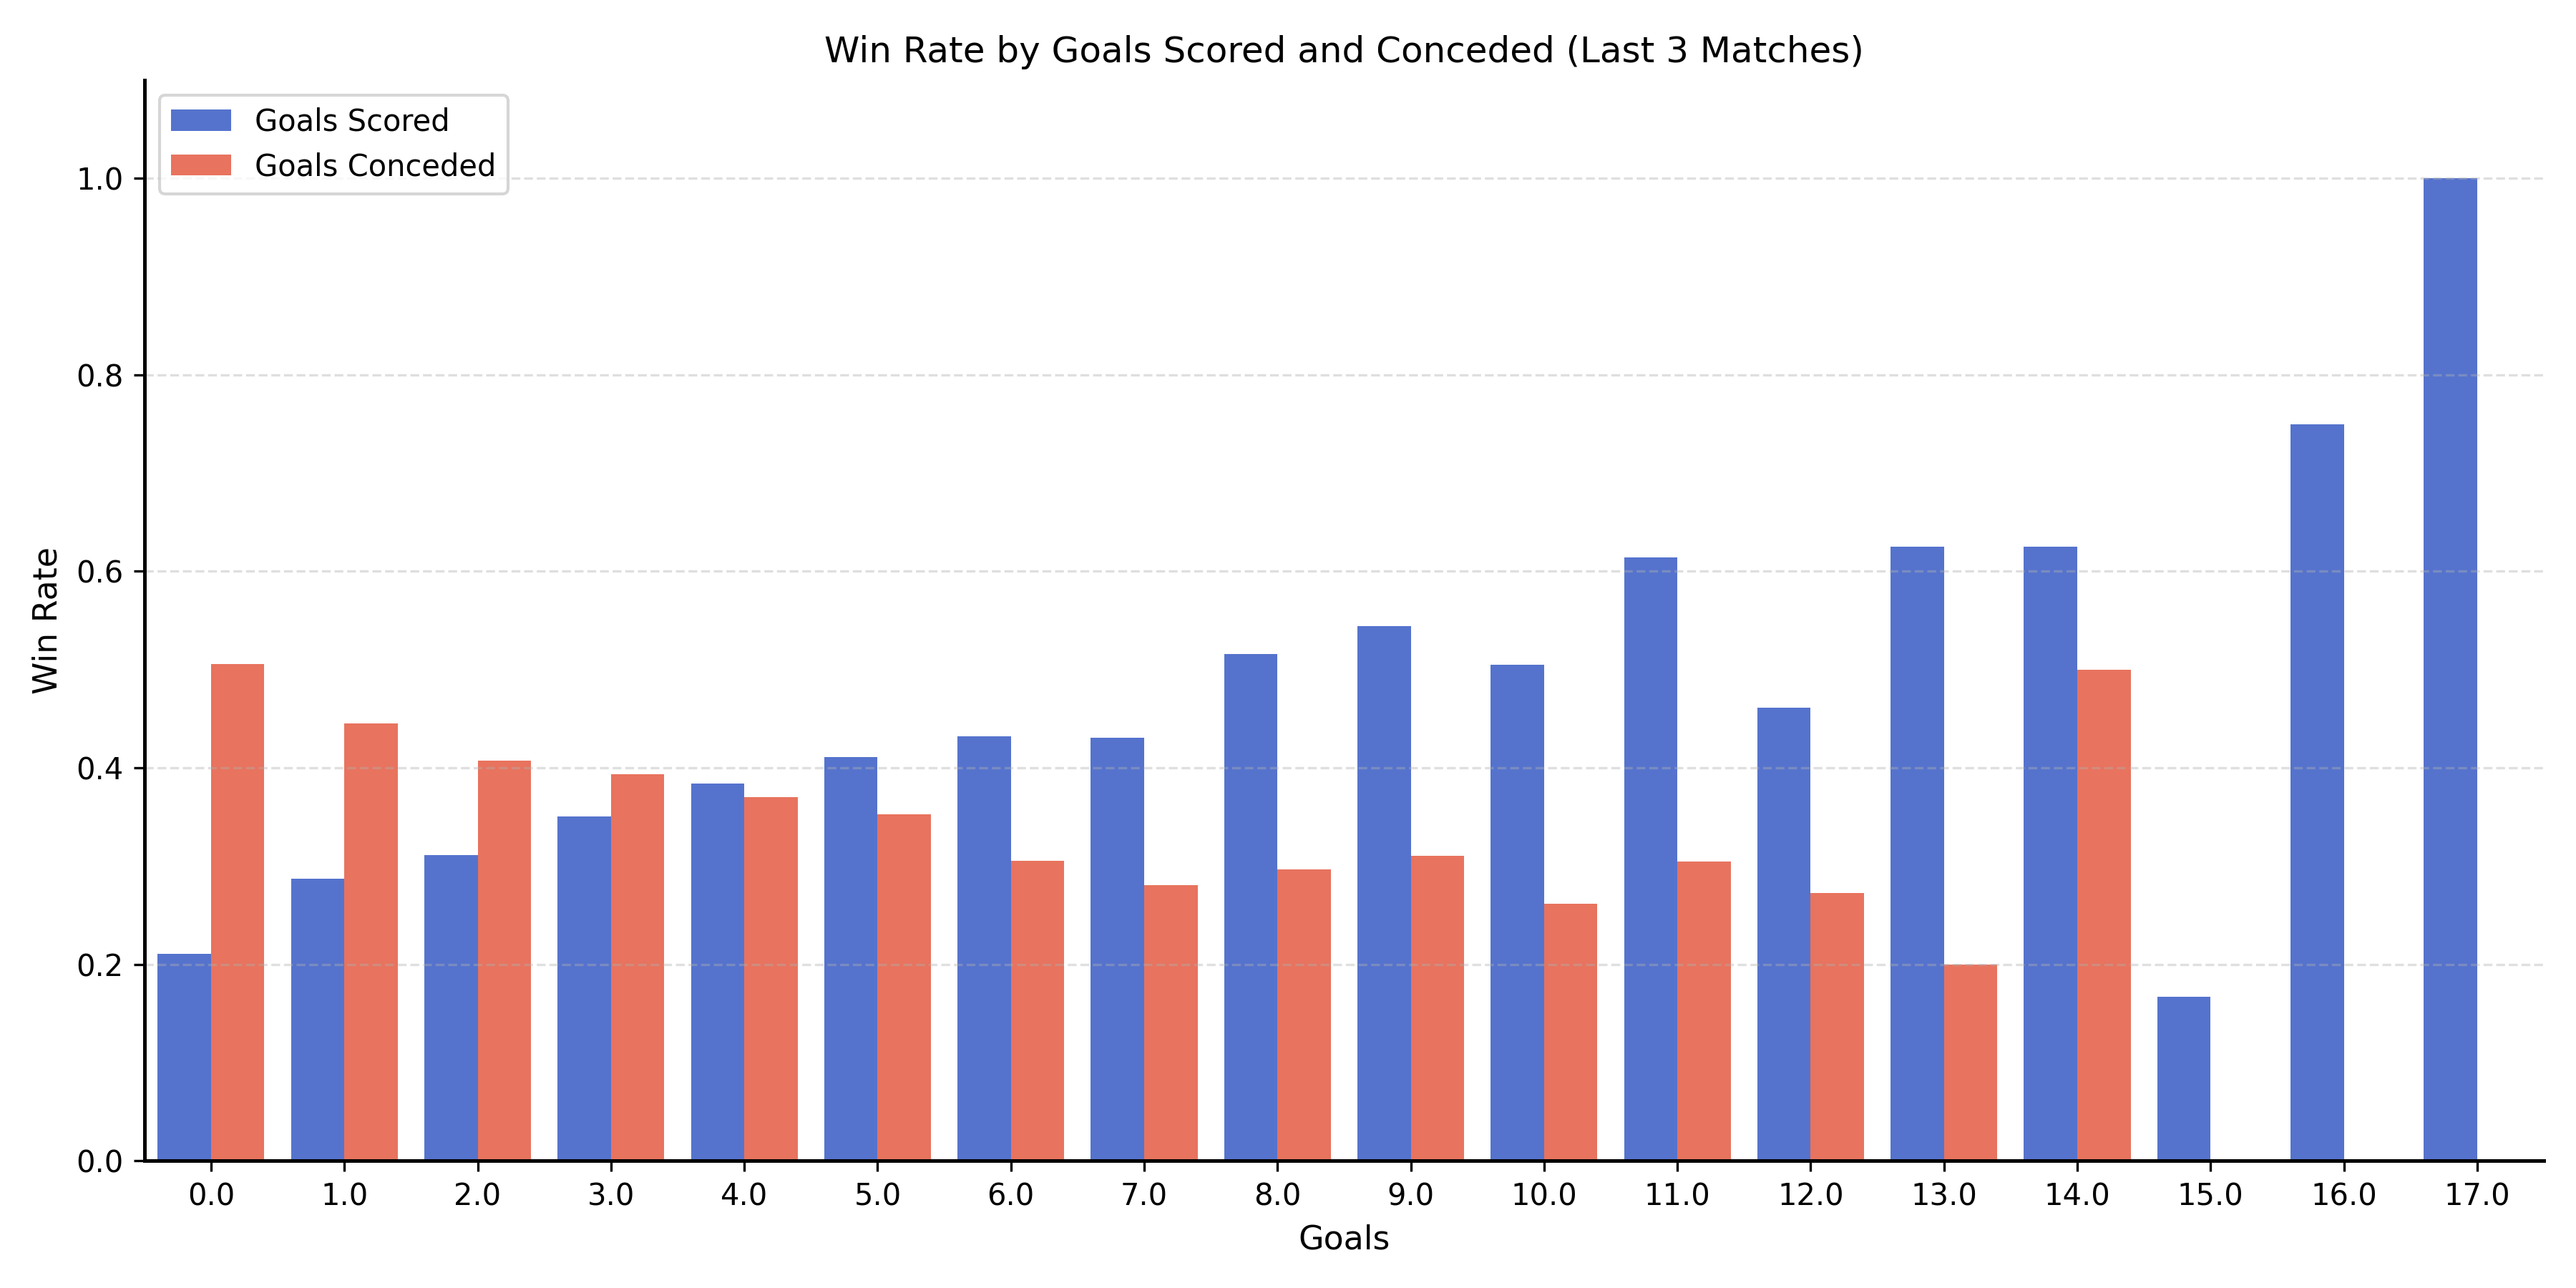 Win Rate by Goals Scored and Conceded (Last 3 Matches)
Goals Scored
Goals Conceded
Win Rate
1.0
0.8
0.6
0.4
0.2
0.0
0.0 1.0 2.0 3.0 4.0 5.0 6.0 7.0 8.0 9.0 10.0 11.0 12.0 13.0 14.0 15.0 16.0 17.0
Goals